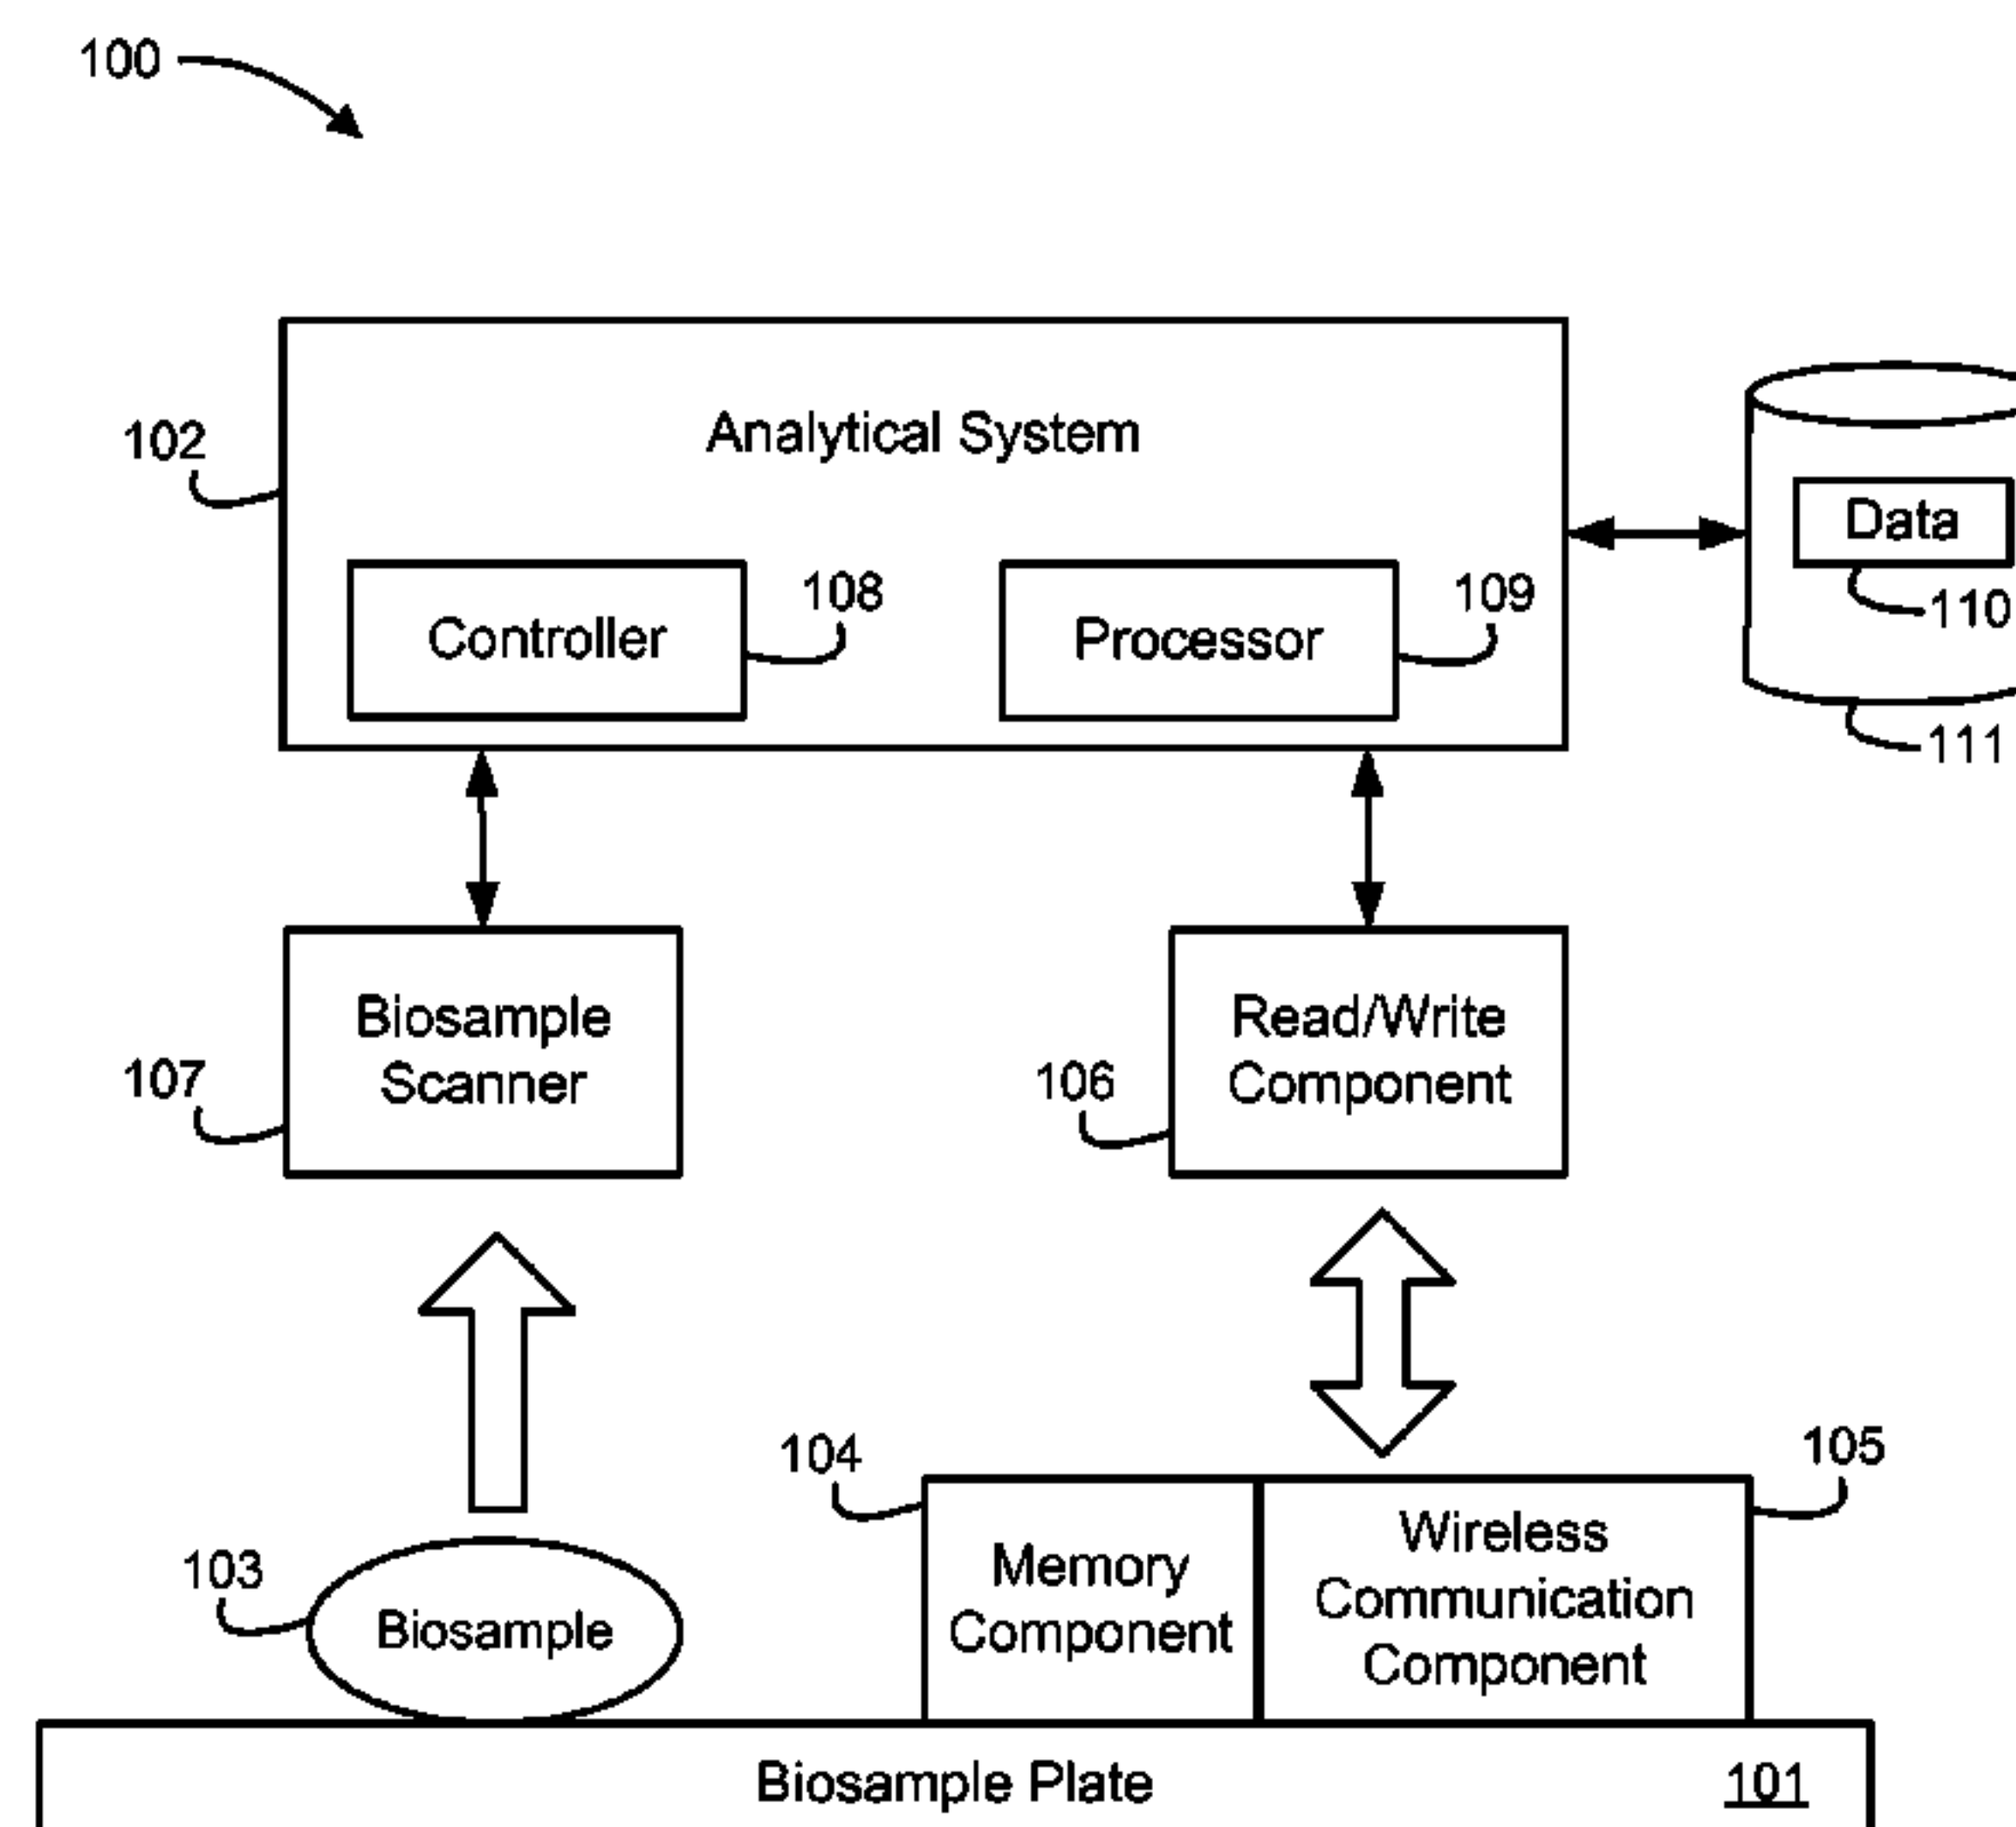 100
102
Analytical System
Data
110
111
Controller
108
Processor
109
Biosample
Scanner
107
Read/Write
Component
106
104
105
Memory
Component
Wireless
Communication
Component
103
Biosample
Biosample Plate
101